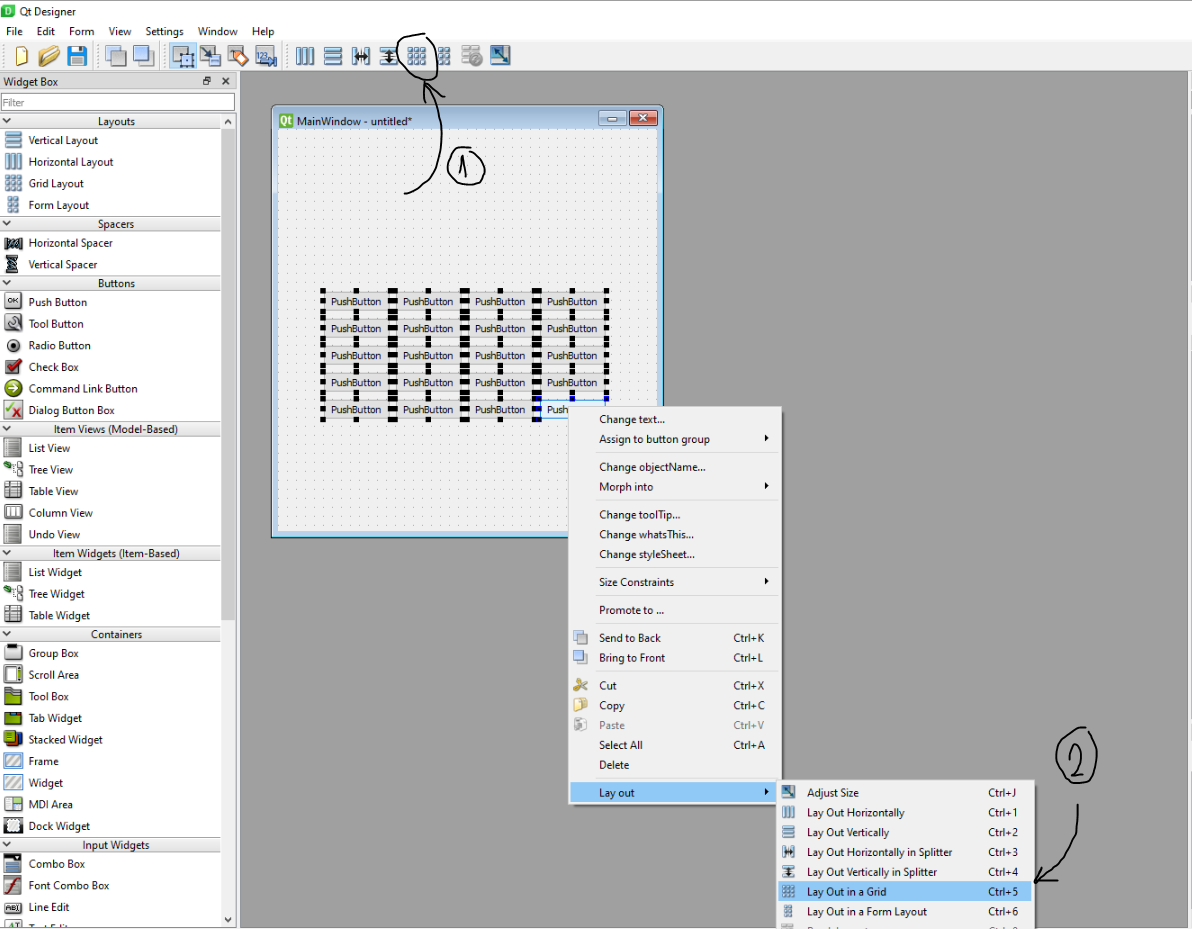 Qt Designer
File Edit Form View Settings Window Help
Widget Box
Filter
Layouts
Vertical Layout
Horizontal Layout
Grid Layout
Form Layout
Spacers
Horizontal Spacer
Vertical Spacer
Buttons
OK Push Button
Tool Button
Radio Button
Check Box
Command Link Button
Dialog Button Box
Item Views (Model-Based)
List View
Tree View
Table View
Column View
Undo View
Item Widgets (Item-Based)
List Widget
Tree Widget
Table Widget
Containers
Group Box
Scroll Area
Tool Box
Tab Widget
Stacked Widget
Frame
Widget
MDI Area
Dock Widget
Input Widgets
Combo Box
Font Combo Box
Line Edit
1
Qt MainWindow - untitled*
PushButton PushButton PushButton PushButton
PushButton PushButton PushButton PushButton
PushButton PushButton PushButton PushButton
PushButton PushButton PushButton PushButton
PushButton PushButton PushButton Push
Change text...
Assign to button group
Change objectName...
Morph into
Change toolTip...
Change whatsThis...
Change styleSheet...
Size Constraints
Promote to ...
Send to Back Ctrl+K
Bring to Front Ctrl+L
Cut Ctrl+X
Copy Ctrl+C
Paste Ctrl+V
Select All Ctrl+A
Delete
Lay out
2
Adjust Size Ctrl+J
Lay Out Horizontally Ctrl+1
Lay Out Vertically Ctrl+2
Lay Out Horizontally in Splitter Ctrl+3
Lay Out Vertically in Splitter Ctrl+4
Lay Out in a Grid Ctrl+5
Lay Out in a Form Layout Ctrl+6